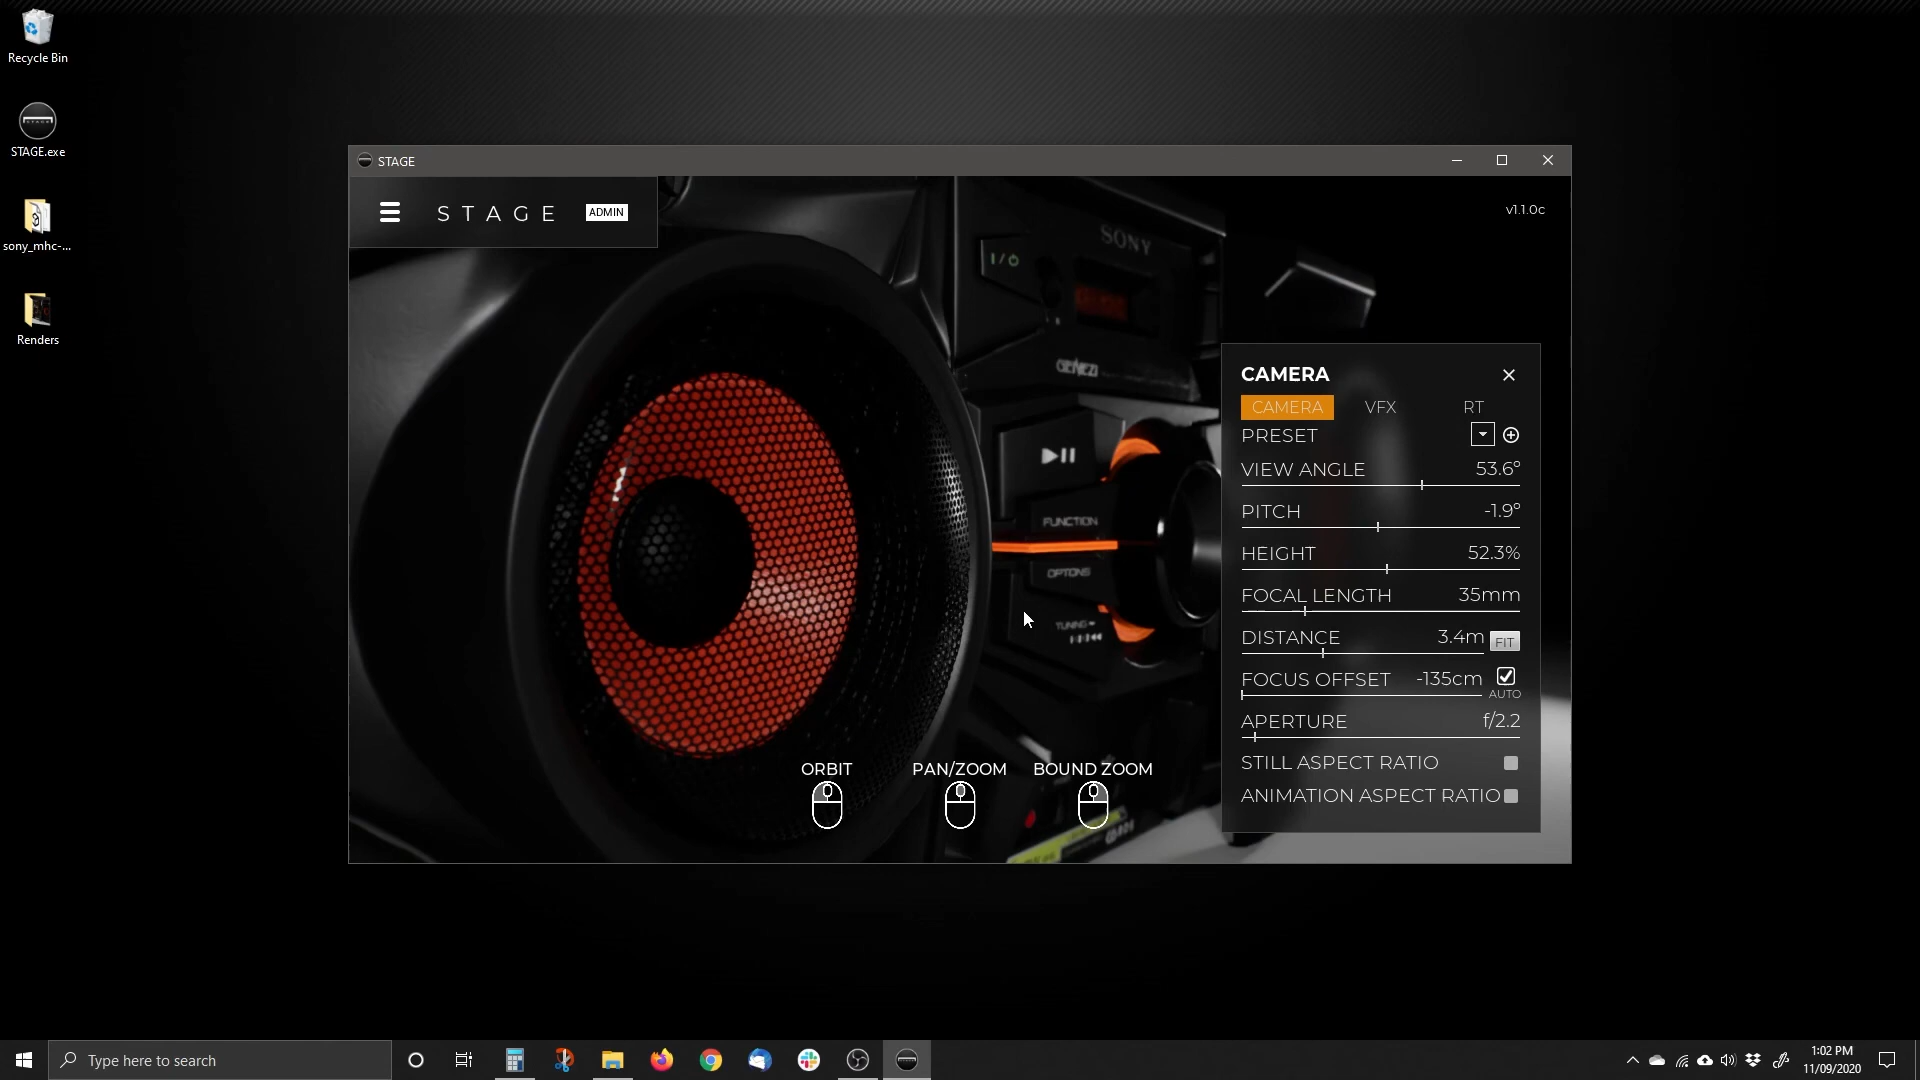 Recycle Bin
STAGE.exe
sony_mhc-...
Renders
STAGE
STAGE
ADMIN
v1.1.0c
SONY
I/
GENEZI
FUNCTION
OPTIONS
TUNING-
ORBIT
PAN/ZOOM
BOUND ZOOM
CAMERA
CAMERA
VFX
RT
PRESET
VIEW ANGLE 53.6°
PITCH -1.9°
HEIGHT 52.3%
FOCAL LENGTH 35mm
DISTANCE 3.4m FIT
FOCUS OFFSET -135cm
AUTO
APERTURE f/2.2
STILL ASPECT RATIO
ANIMATION ASPECT RATIO
Type here to search
1:02 PM
11/09/2020